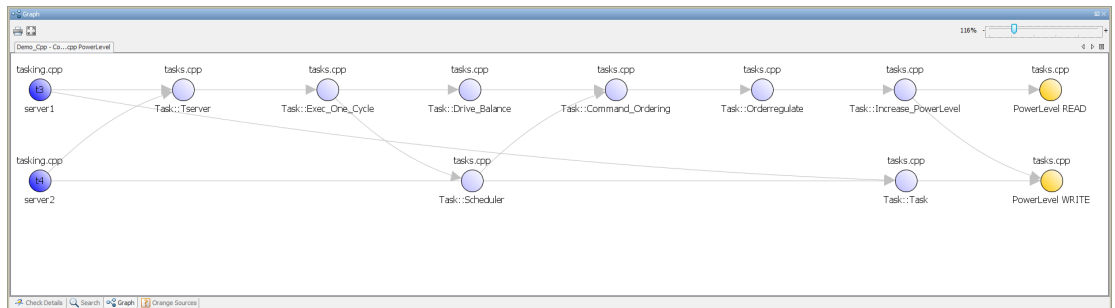 Graph
116% - +
Demo_Cpp - Co...cpp PowerLevel
tasking.cpp tasks.cpp tasks.cpp tasks.cpp tasks.cpp tasks.cpp tasks.cpp tasks.cpp
t3
server1 Task::Tserver Task::Exec_One_Cycle Task::Drive_Balance Task::Command_Ordering Task::Orderregulate Task::Increase_PowerLevel PowerLevel READ
tasking.cpp tasks.cpp tasks.cpp tasks.cpp
t4
server2 Task::Scheduler Task::Task PowerLevel WRITE
Check Details Search Graph Orange Sources